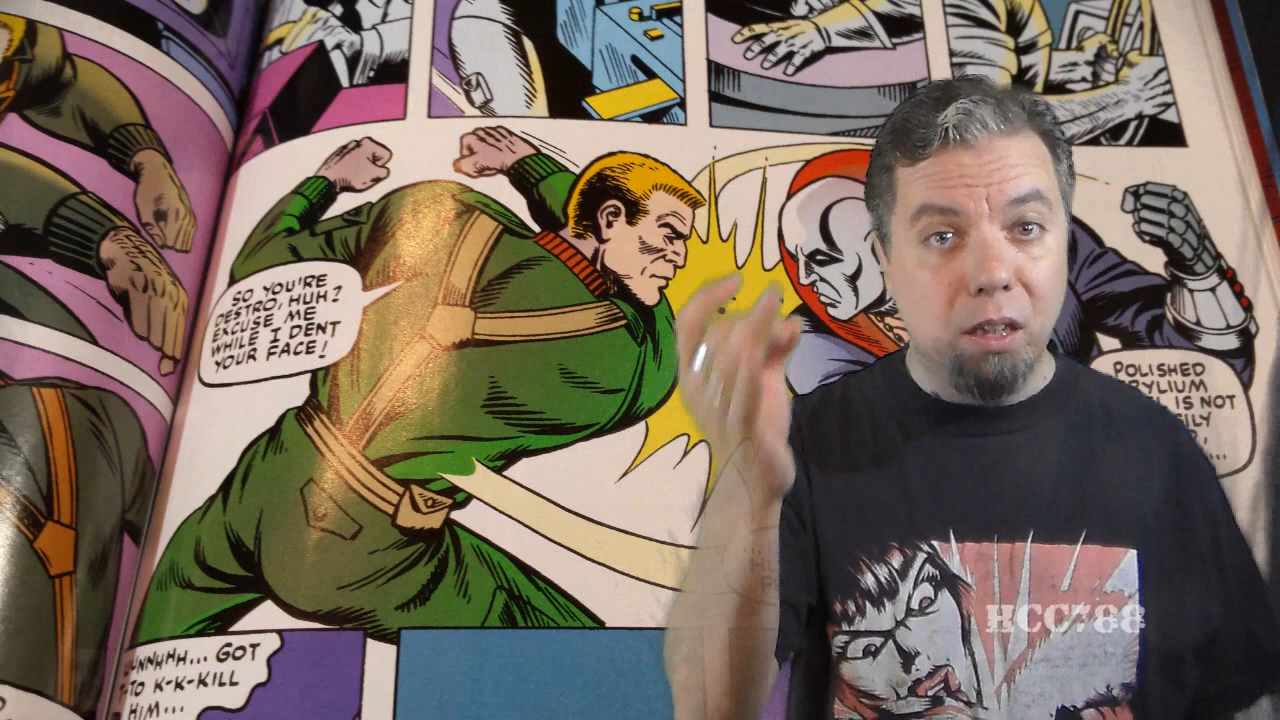 SO YOU'RE
DESTRO, HUH?
EXCUSE ME
WHILE I DENT
YOUR FACE!
POLISHED
IS NOT
UNNHHH... GOT
T-TO K-K-KILL
HIM...
HCC788